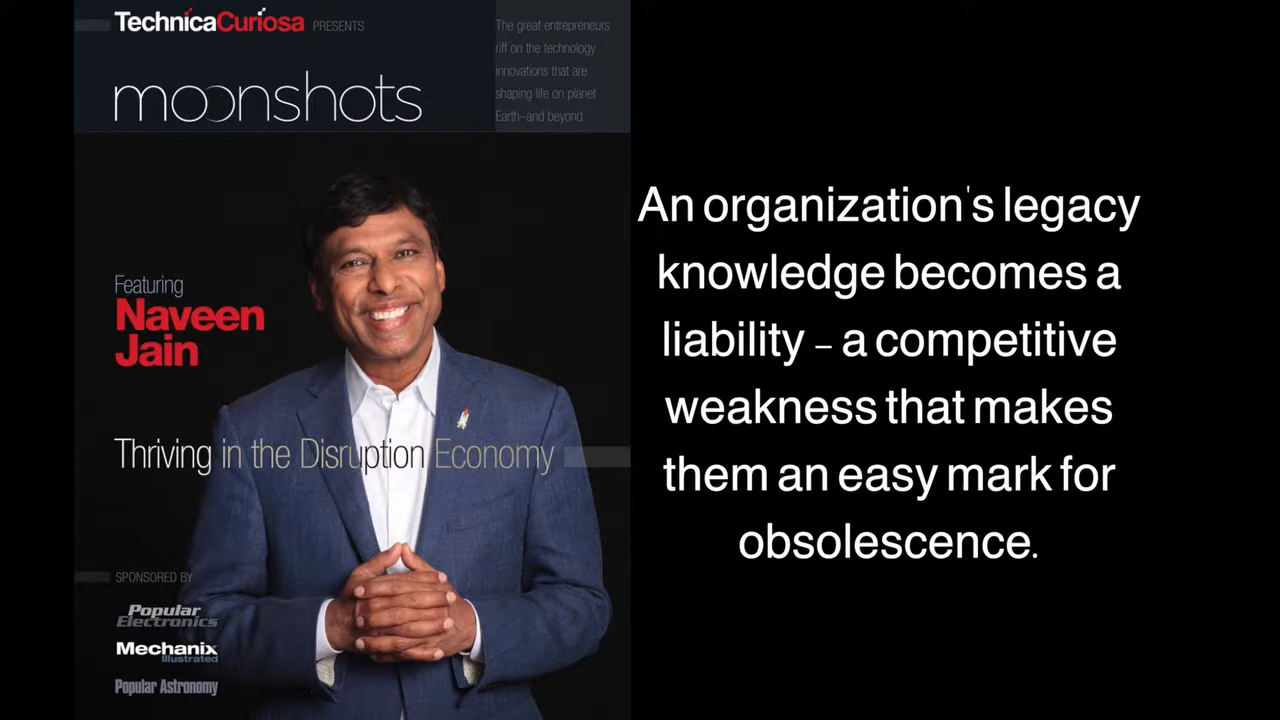 TechnicaCuriosa PRESENTS
moonshots
The great entrepreneurs
riff on the technology
innovations that are
shaping life on planet
Earth–and beyond
Featuring
Naveen
Jain
Thriving in the Disruption Economy
SPONSORED BY
Popular
Electronics
Mechanix
Illustrated
Popular Astronomy
An organization's legacy
knowledge becomes a
liability – a competitive
weakness that makes
them an easy mark for
obsolescence.